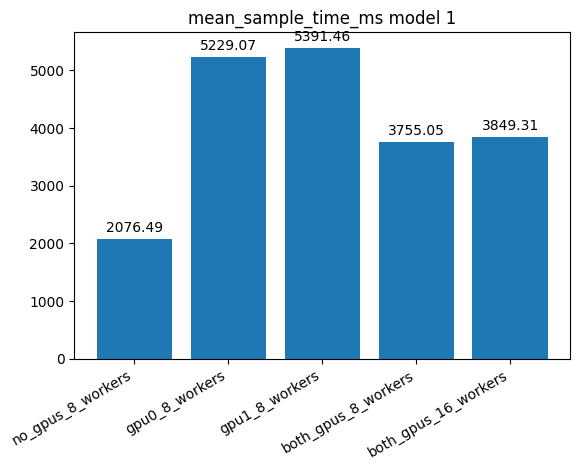 mean_sample_time_ms model 1
5391.46
5229.07
5000
4000
3849.31
3755.05
3000
2076.49
2000
1000
0
no_gpus_8_workers
gpu0_8_workers
gpu1_8_workers
both_gpus_8_workers
both_gpus_16_workers